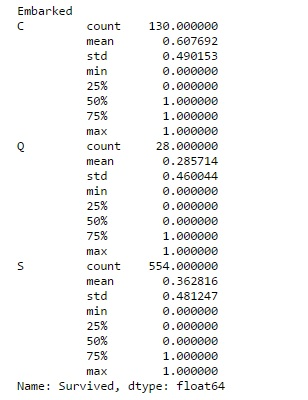 Embarked
C count 130.000000
mean 0.607692
std 0.490153
min 0.000000
25% 0.000000
50% 1.000000
75% 1.000000
max 1.000000
Q count 28.000000
mean 0.285714
std 0.460044
min 0.000000
25% 0.000000
50% 0.000000
75% 1.000000
max 1.000000
S count 554.000000
mean 0.362816
std 0.481247
min 0.000000
25% 0.000000
50% 0.000000
75% 1.000000
max 1.000000
Name: Survived, dtype: float64